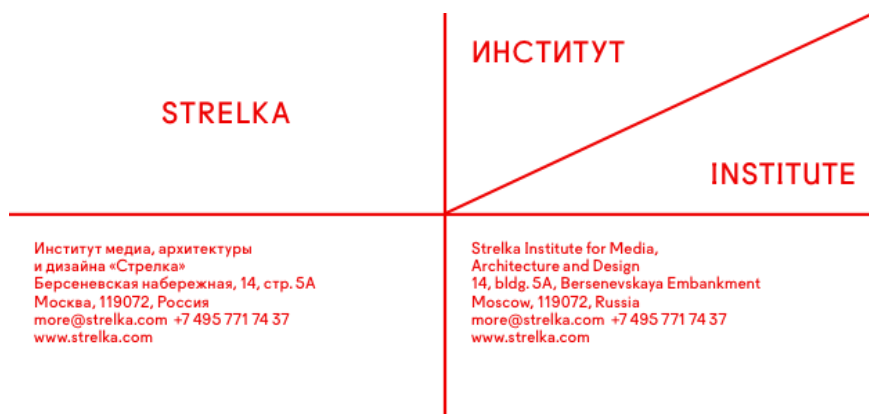 STRELKA
ИНСТИТУТ
INSTITUTE
Институт медиа, архитектуры
и дизайна «Стрелка»
Берсеневская набережная, 14, стр. 5А
Москва, 119072, Россия
more@strelka.com +7 495 771 74 37
www.strelka.com
Strelka Institute for Media,
Architecture and Design
14, bldg. 5A, Bersenevskaya Embankment
Moscow, 119072, Russia
more@strelka.com +7 495 771 74 37
www.strelka.com